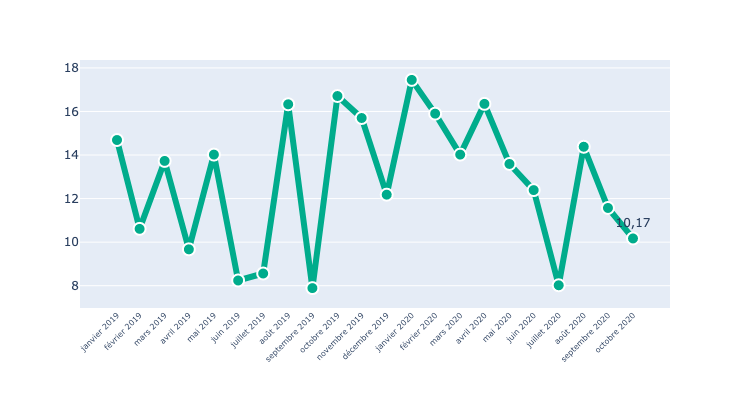 18
16
14
12
10
8
10,17
janvier 2019
février 2019
mars 2019
avril 2019
mai 2019
juin 2019
juillet 2019
août 2019
septembre 2019
octobre 2019
novembre 2019
décembre 2019
janvier 2020
février 2020
mars 2020
avril 2020
mai 2020
juin 2020
juillet 2020
août 2020
septembre 2020
octobre 2020